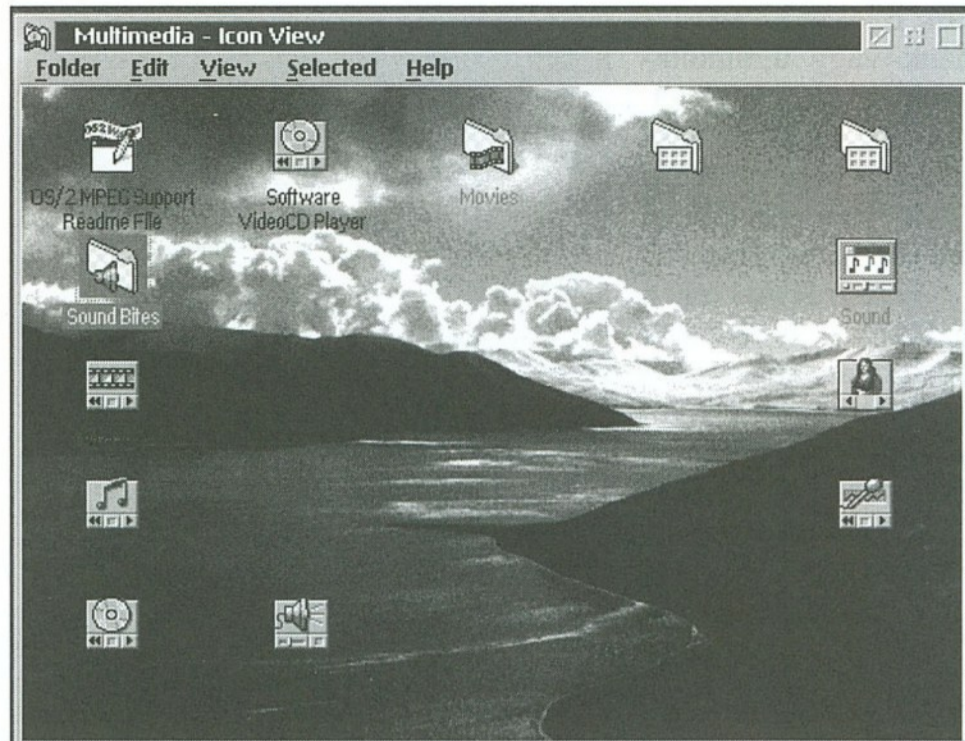 Multimedia - Icon View
Folder Edit View Selected Help
OS/2 MPEG Support
Readme File
Software
VideoCD Player
Movies
Sound Bites
Sound